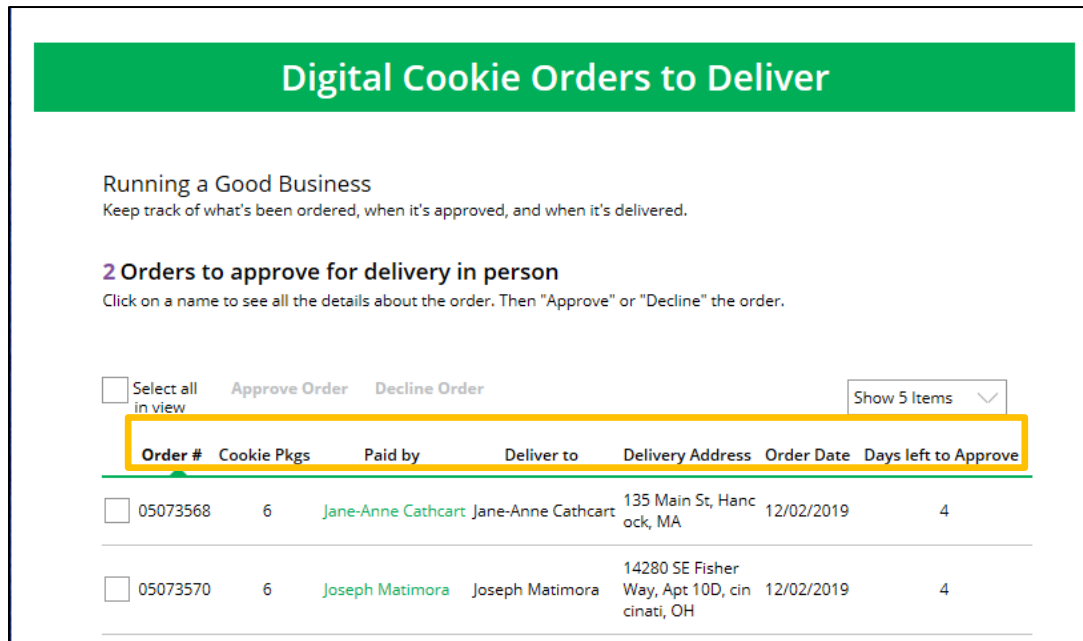 Digital Cookie Orders to Deliver
Running a Good Business
Keep track of what's been ordered, when it's approved, and when it's delivered.
2 Orders to approve for delivery in person
Click on a name to see all the details about the order. Then "Approve" or "Decline" the order.
Select all Approve Order Decline Order
in view
Show 5 Items
Order # Cookie Pkgs Paid by Deliver to Delivery Address Order Date Days left to Approve
05073568 6 Jane-Anne Cathcart Jane-Anne Cathcart 135 Main St, Hanc 12/02/2019 4
ock, MA
14280 SE Fisher
05073570 6 Joseph Matimora Joseph Matimora Way, Apt 10D, cin 12/02/2019 4
cinati, OH